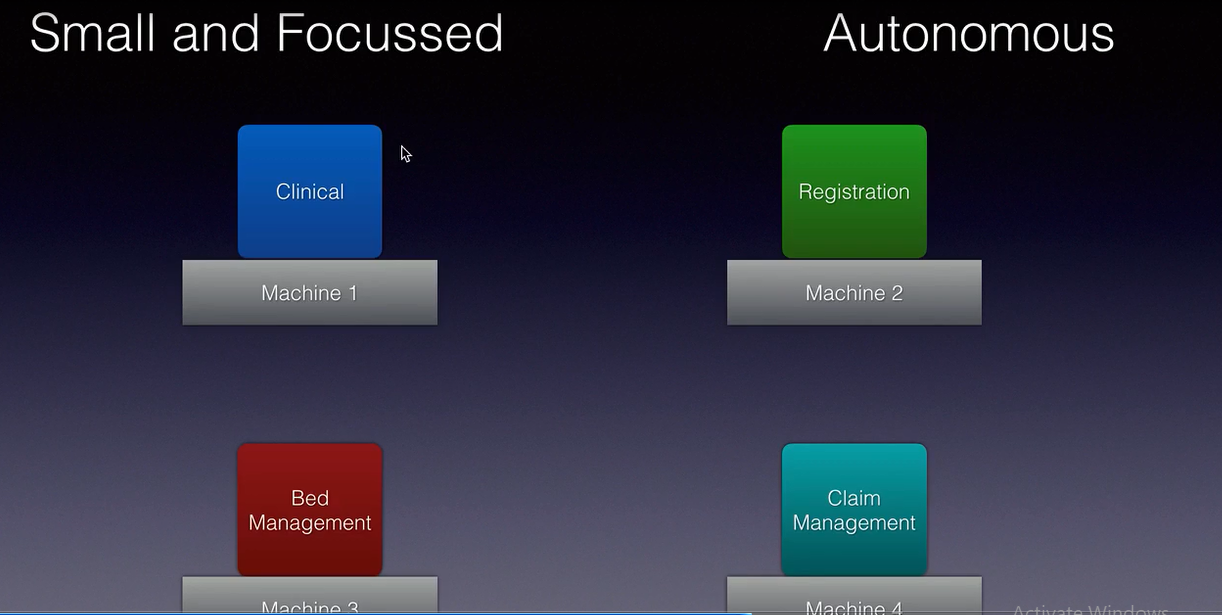 Small and Focussed
Autonomous
Clinical
Registration
Machine 1
Machine 2
Bed
Management
Claim
Management
Machine 3
Machine 4
Activate Windows